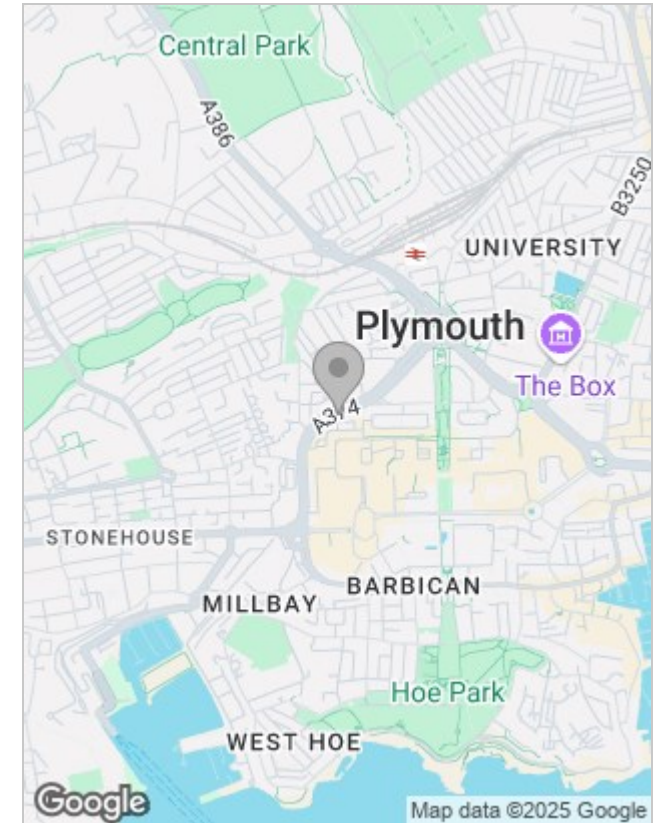 Central Park
A386
B3250
UNIVERSITY
Plymouth
The Box
A374
STONEHOUSE
BARBICAN
MILLBAY
Hoe Park
WEST HOE
Google
Map data ©2025 Google